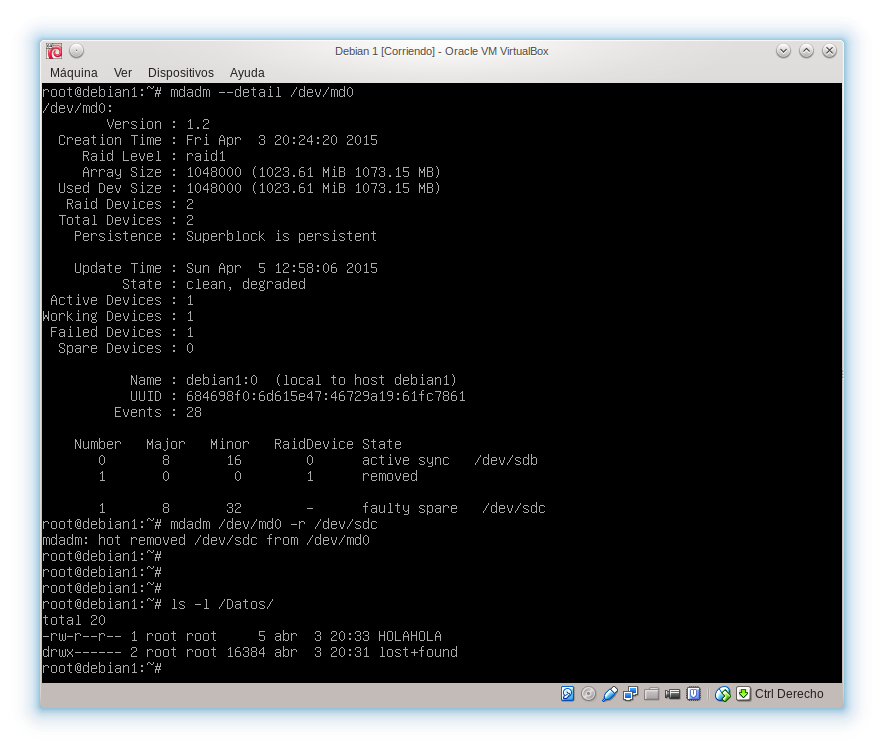 Debian 1 [Corriendo] - Oracle VM VirtualBox
Máquina Ver Dispositivos Ayuda
root@debian1:~# mdadm --detail /dev/md0
/dev/md0:
Version : 1.2
Creation Time : Fri Apr  3 20:24:20 2015
Raid Level : raid1
Array Size : 1048000 (1023.61 MiB 1073.15 MB)
Used Dev Size : 1048000 (1023.61 MiB 1073.15 MB)
Raid Devices : 2
Total Devices : 2
Persistence : Superblock is persistent
Update Time : Sun Apr  5 12:58:06 2015
State : clean, degraded
Active Devices : 1
Working Devices : 1
Failed Devices : 1
Spare Devices : 0
Name : debian1:0  (local to host debian1)
UUID : 684698f0:6d615e47:46729a19:61fc7861
Events : 28
Number   Major   Minor   RaidDevice State
0       8       16        0      active sync   /dev/sdb
1       0        0        1      removed
1       8       32        -      faulty spare   /dev/sdc
root@debian1:~# mdadm /dev/md0 -r /dev/sdc
mdadm: hot removed /dev/sdc from /dev/md0
root@debian1:~#
root@debian1:~#
root@debian1:~#
root@debian1:~# ls -l /Datos/
total 20
-rw-r--r-- 1 root root     5 abr  3 20:33 HOLAHOLA
drwx------ 2 root root 16384 abr  3 20:31 lost+found
root@debian1:~#
Ctrl Derecho